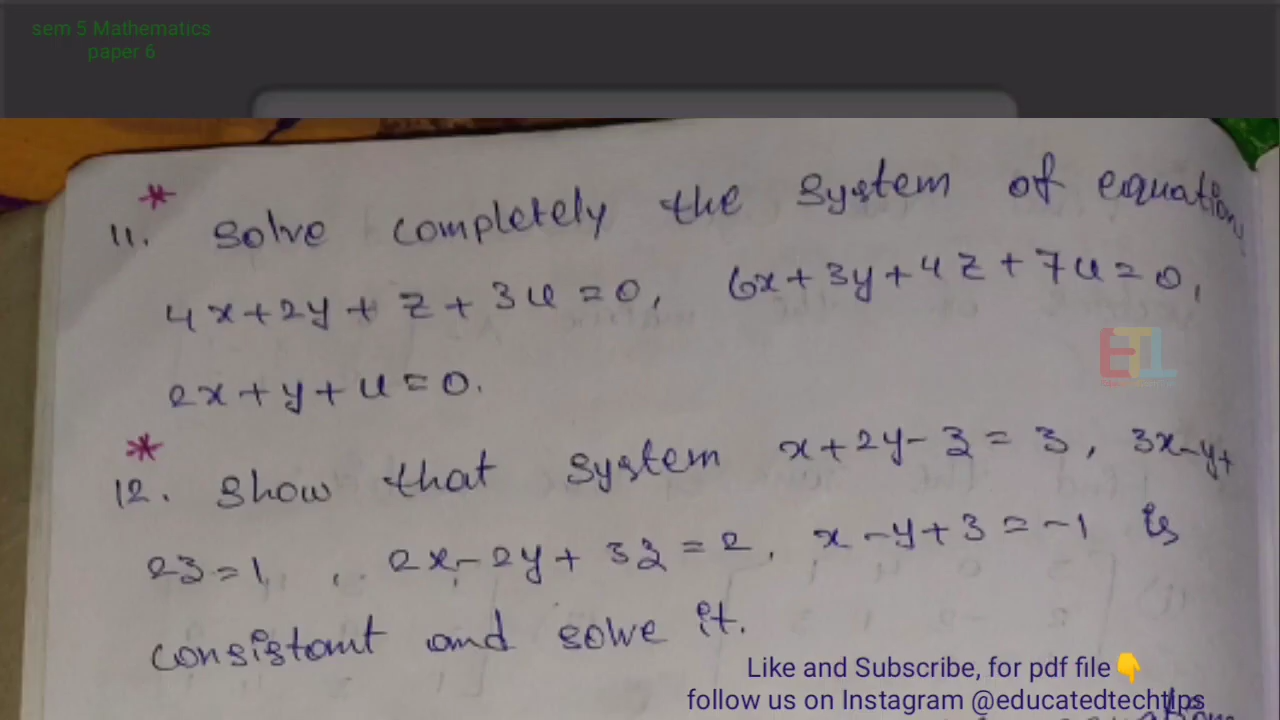 sem 5 Mathematics
paper 6
11. Solve completely the system of equation
4x+2y+z+3u=0, 6x+3y+4z+7u=0,
2x+y+u=0.
12. Show that system x+2y-z=3, 3x-y+
2z=1, 2x-2y+3z=2, x-y+z=-1 is
consistant and solve it.
ETL
Like and Subscribe, for pdf file👇
follow us on Instagram @educatedtechtips